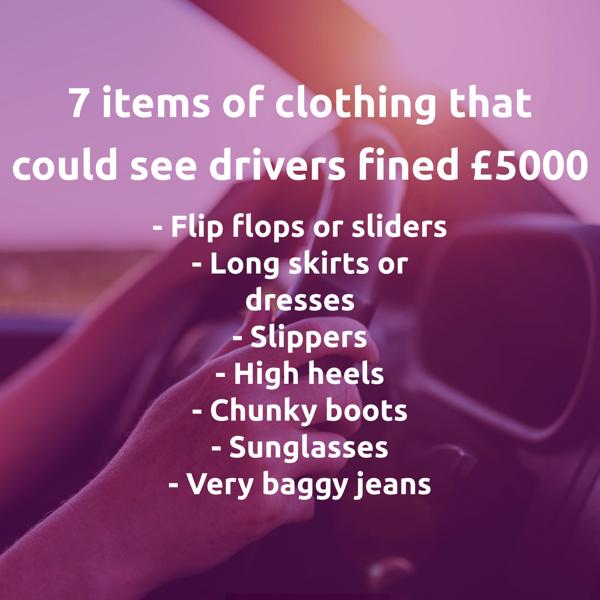 7 items of clothing that
could see drivers fined £5000
- Flip flops or sliders
- Long skirts or
dresses
- Slippers
- High heels
- Chunky boots
- Sunglasses
- Very baggy jeans